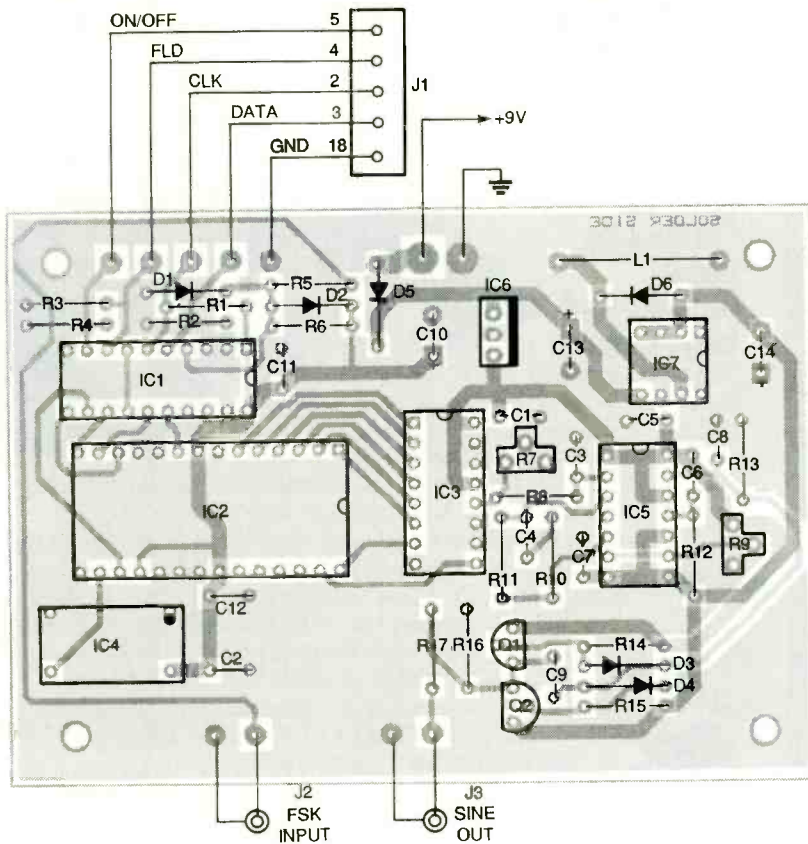 ON/OFF 5
FLD 4
CLK 2
J1
DATA 3
+9V
GND 18
SOLDER SIDE
L1
D1
R5
IC6
D6
R3
R1
D2
D5
R4
R2
R6
C10
C13
IC7
C14
C11
IC1
C1
C5
C8
R7
C3
C6
R13
IC3
R8
IC2
C4
IC5
R9
C7
R11
R10
R12
C12
IC4
R17
R16
Q1
R14
C2
C9
D3
D4
Q2
R15
J2
J3
FSK
SINE
INPUT
OUT